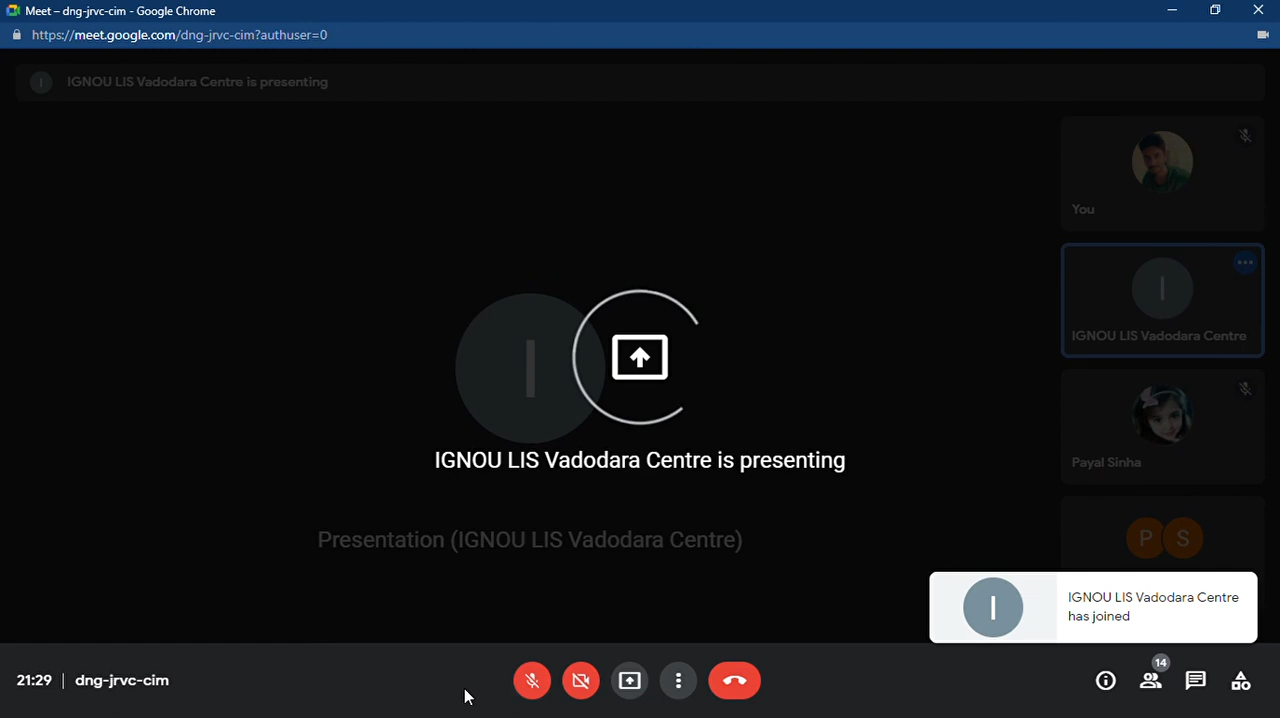 Meet – dng-jrvc-cim - Google Chrome
https://meet.google.com/dng-jrvc-cim?authuser=0
I IGNOU LIS Vadodara Centre is presenting
You
I
IGNOU LIS Vadodara Centre
Payal Sinha
P S
I
IGNOU LIS Vadodara Centre is presenting
Presentation (IGNOU LIS Vadodara Centre)
I
IGNOU LIS Vadodara Centre
has joined
21:29 | dng-jrvc-cim
14